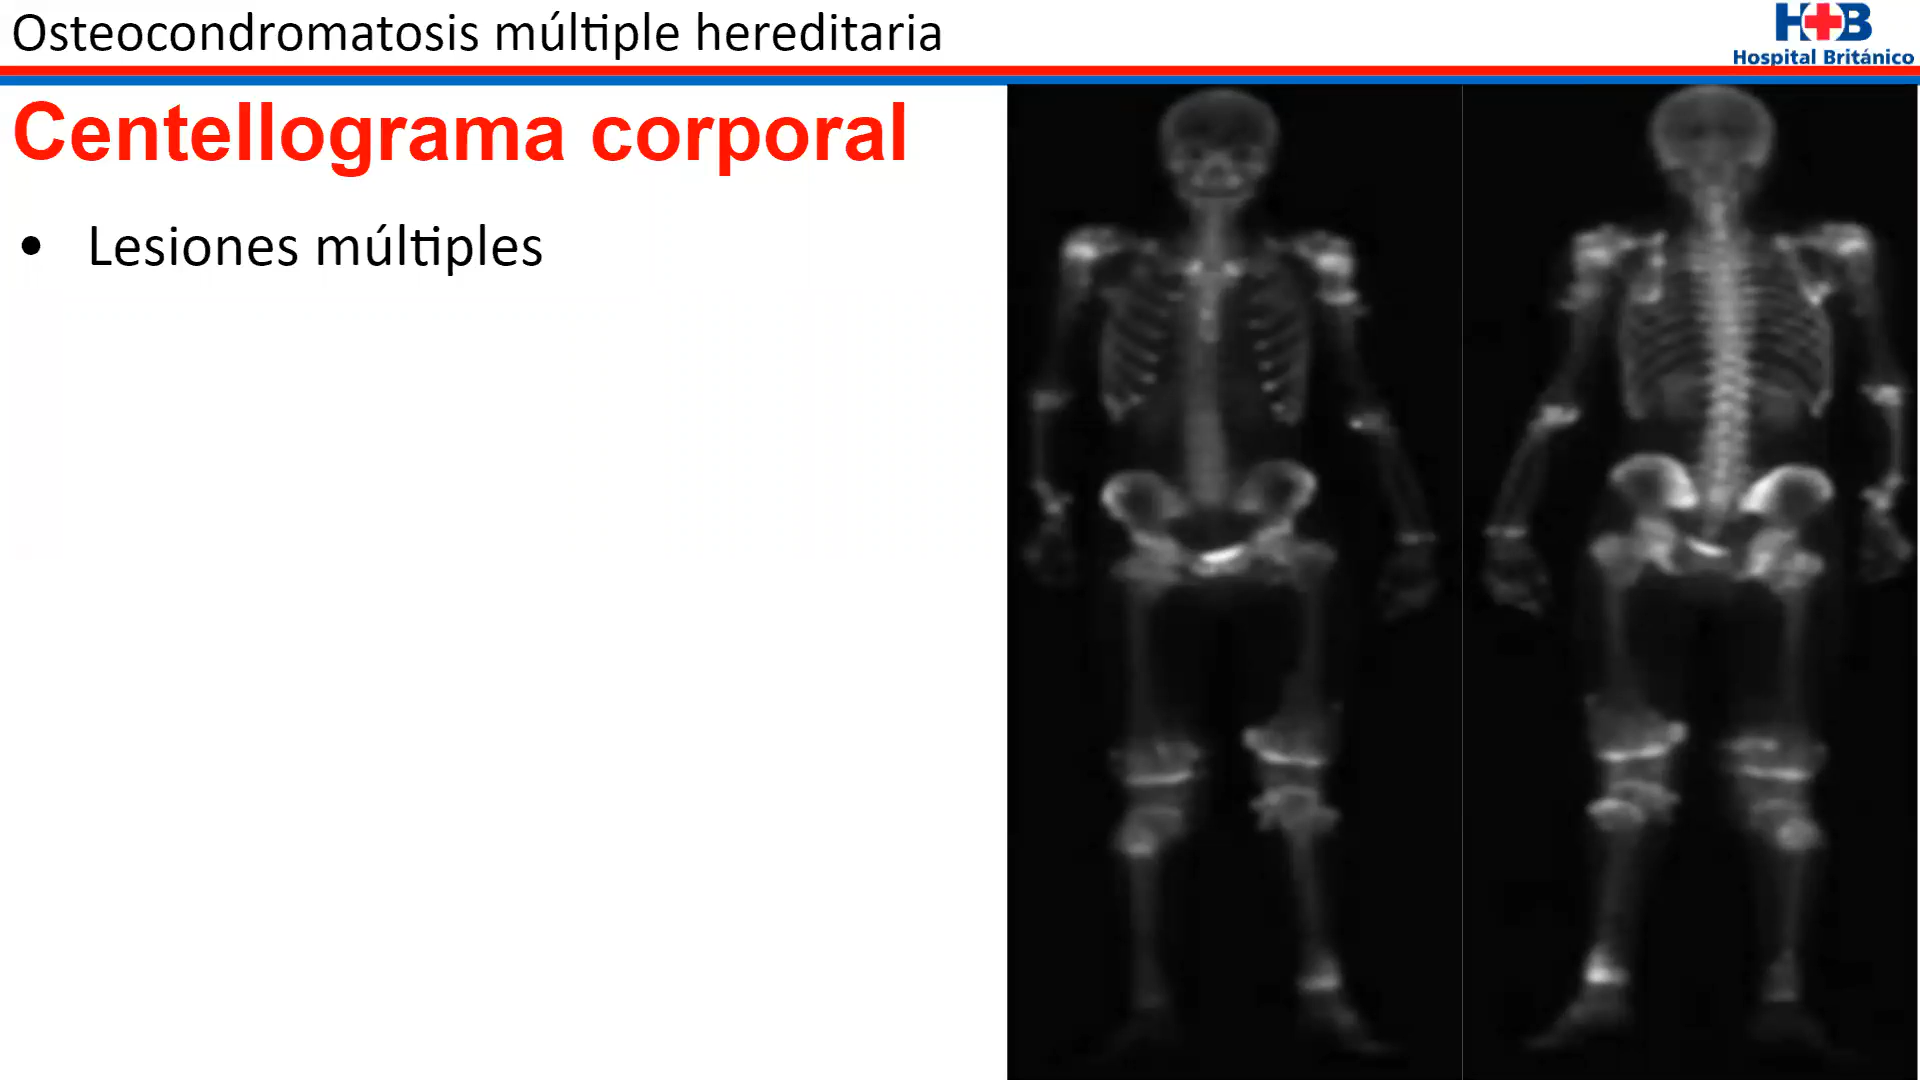 Osteocondromatosis múltiple hereditaria
H B
Hospital Británico
Centellograma corporal
• Lesiones múltiples